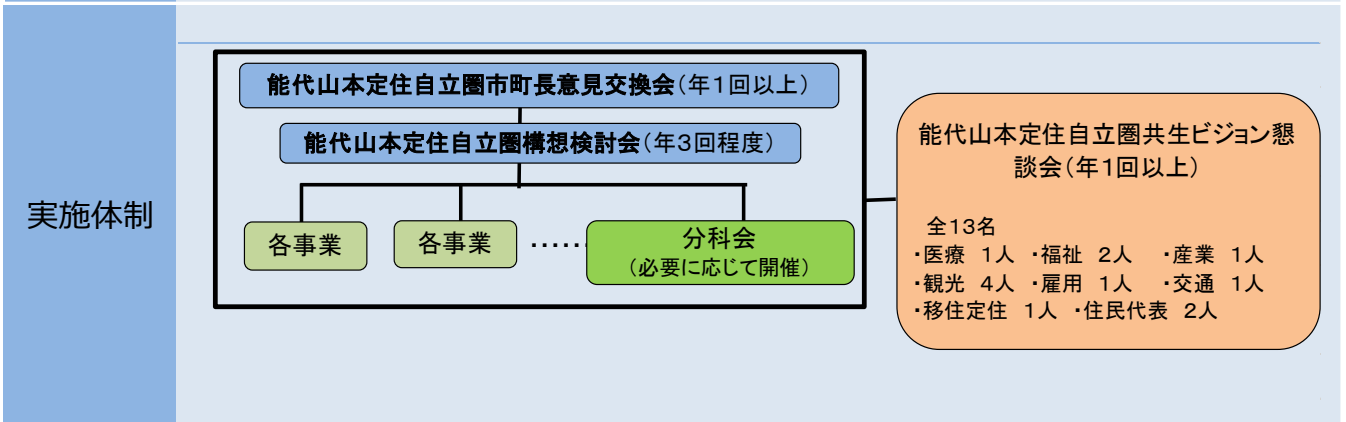 実施体制
能代山本定住自立圏市町長意見交換会(年1回以上)
能代山本定住自立圏構想検討会(年3回程度)
各事業
各事業
……
分科会
(必要に応じて開催)
能代山本定住自立圏共生ビジョン懇
談会(年1回以上)
全13名
・医療 1人 ・福祉 2人 ・産業 1人
・観光 4人 ・雇用 1人 ・交通 1人
・移住定住 1人 ・住民代表 2人